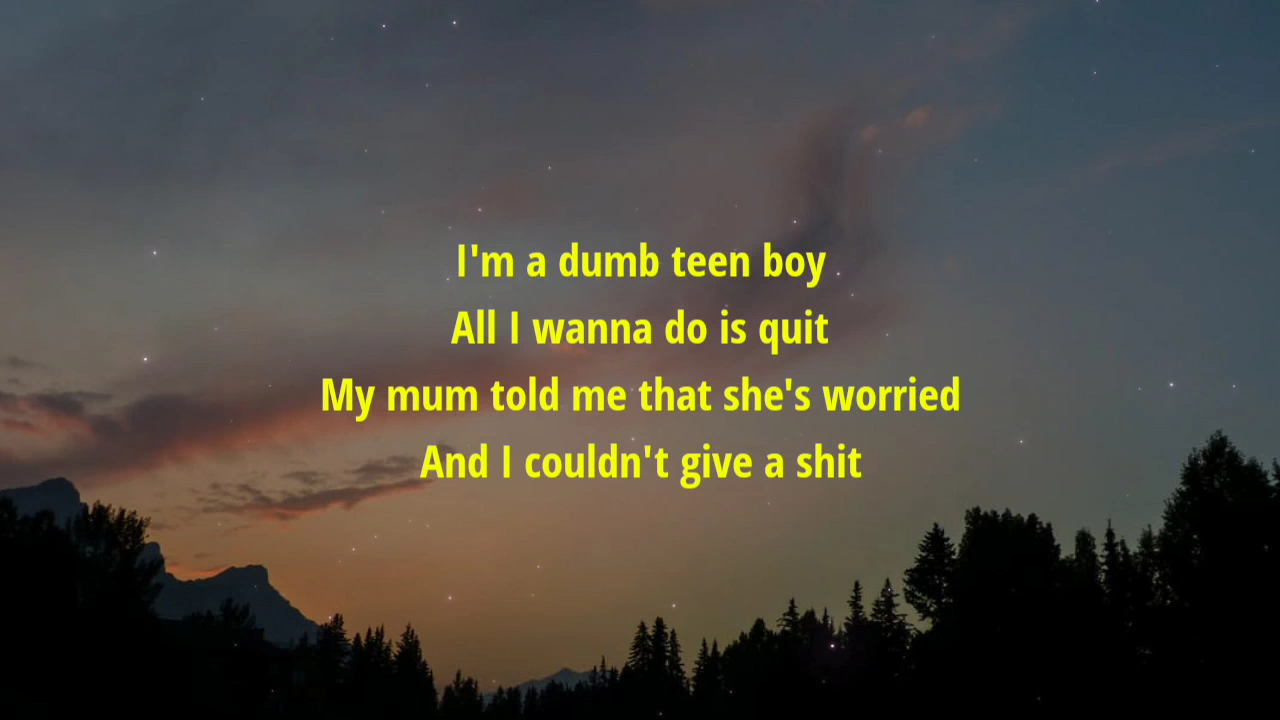 I'm a dumb teen boy
All I wanna do is quit
My mum told me that she's worried
And I couldn't give a shit